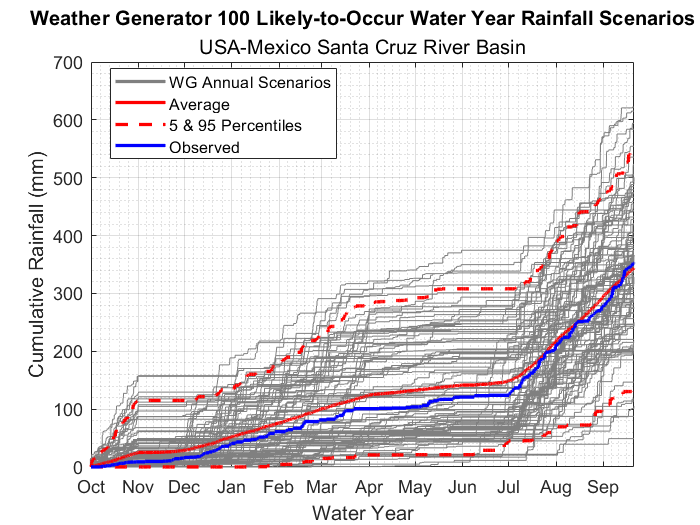 Weather Generator 100 Likely-to-Occur Water Year Rainfall Scenarios
USA-Mexico Santa Cruz River Basin
700
600
500
400
300
200
100
0
Cumulative Rainfall (mm)
WG Annual Scenarios
Average
5 & 95 Percentiles
Observed
Oct Nov Dec Jan Feb Mar Apr May Jun Jul Aug Sep
Water Year